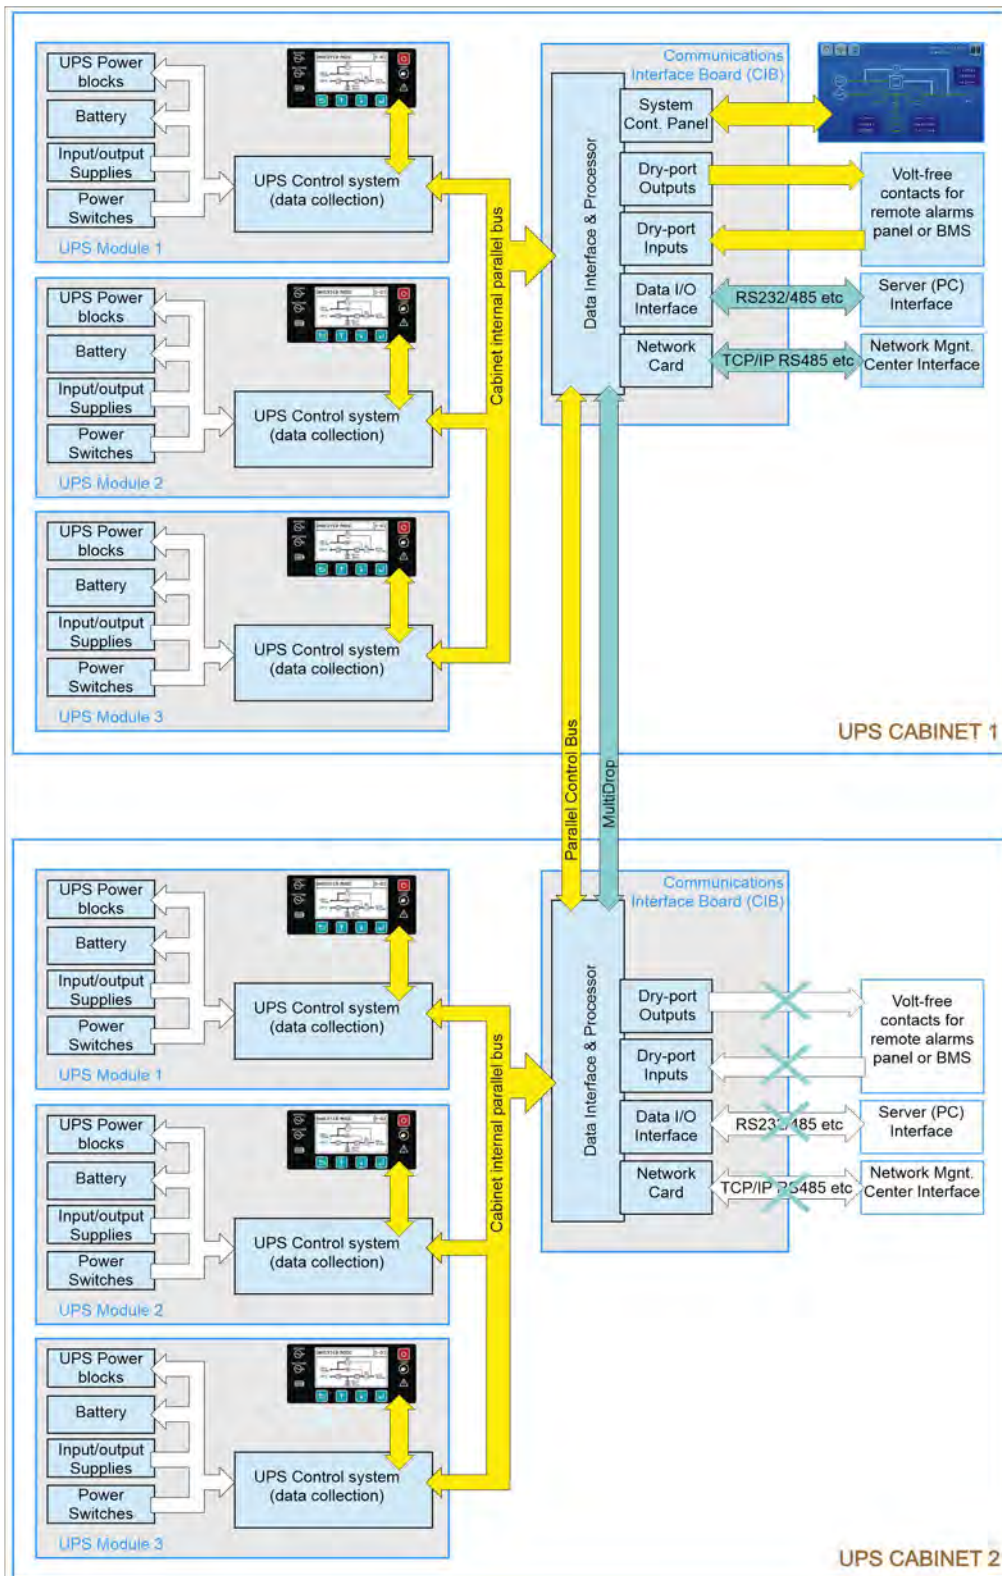 UPS Power
blocks
Battery
Input/output
Supplies
Power
Switches
UPS Control system
(data collection)
UPS Module 1
UPS Power
blocks
Battery
Input/output
Supplies
Power
Switches
UPS Control system
(data collection)
UPS Module 2
UPS Power
blocks
Battery
Input/output
Supplies
Power
Switches
UPS Control system
(data collection)
UPS Module 3
Cabinet internal parallel bus
Communications
Interface Board (CIB)
Data Interface & Processor
System
Cont. Panel
Dry-port
Outputs
Dry-port
Inputs
Data I/O
Interface
Network
Card
RS232/485 etc
TCP/IP RS485 etc
Volt-free
contacts for
remote alarms
panel or BMS
Server (PC)
Interface
Network Mgnt.
Center Interface
UPS CABINET 1
Parallel Control Bus
MultiDrop
UPS Power
blocks
Battery
Input/output
Supplies
Power
Switches
UPS Control system
(data collection)
UPS Module 1
UPS Power
blocks
Battery
Input/output
Supplies
Power
Switches
UPS Control system
(data collection)
UPS Module 2
UPS Power
blocks
Battery
Input/output
Supplies
Power
Switches
UPS Control system
(data collection)
UPS Module 3
Cabinet internal parallel bus
Communications
Interface Board (CIB)
Data Interface & Processor
Dry-port
Outputs
Dry-port
Inputs
Data I/O
Interface
Network
Card
RS232/485 etc
TCP/IP RS485 etc
Volt-free
contacts for
remote alarms
panel or BMS
Server (PC)
Interface
Network Mgnt.
Center Interface
UPS CABINET 2